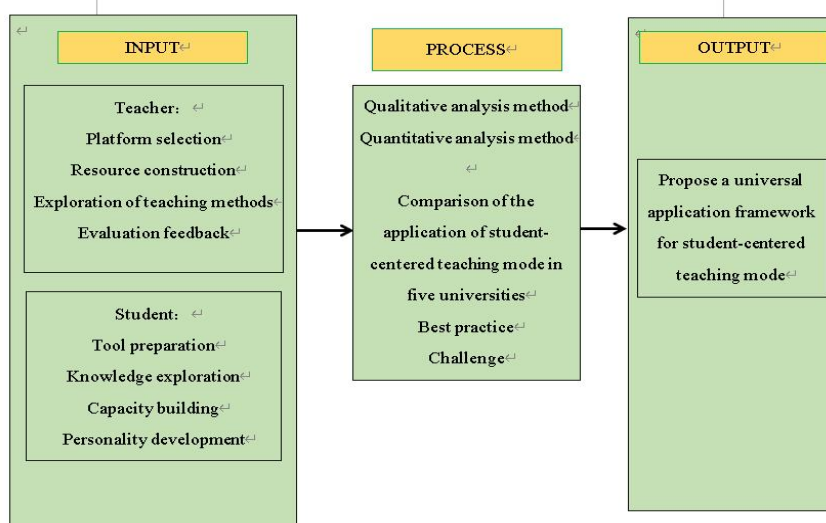 INPUT
Teacher:
Platform selection
Resource construction
Exploration of teaching methods
Evaluation feedback
Student:
Tool preparation
Knowledge exploration
Capacity building
Personality development
PROCESS
Qualitative analysis method
Quantitative analysis method
Comparison of the
application of student-
centered teaching mode in
five universities
Best practice
Challenge
OUTPUT
Propose a universal
application framework
for student-centered
teaching mode